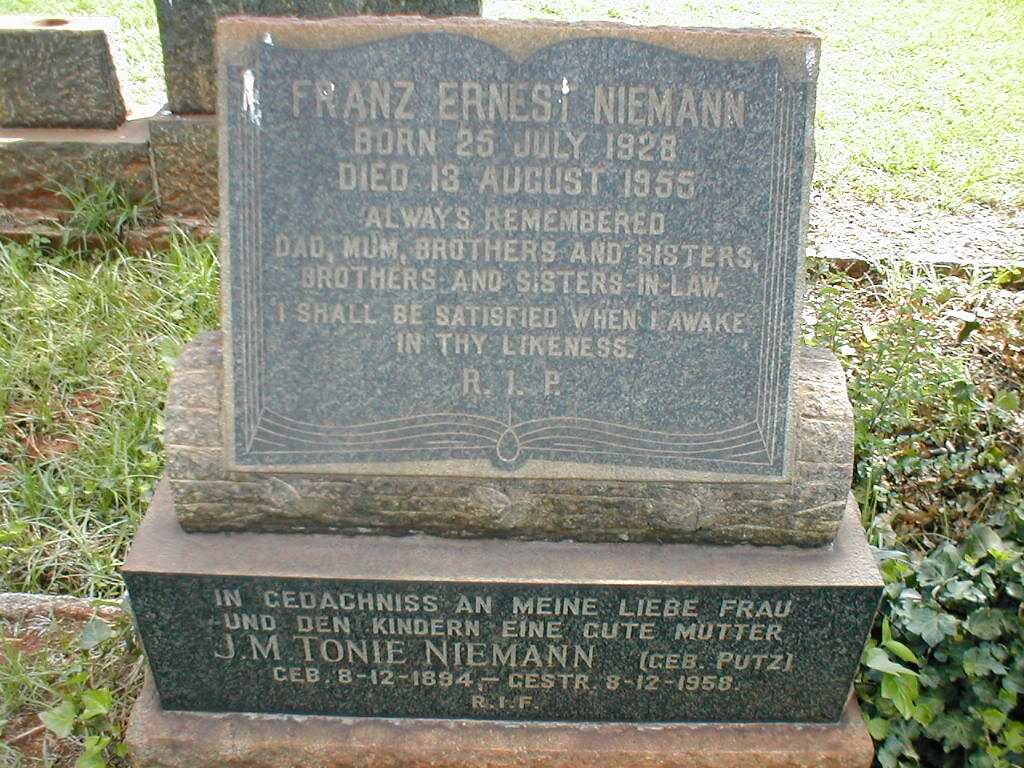 FRANZ ERNEST NIEMANN
BORN 25 JULY 1928
DIED 13 AUGUST 1955
ALWAYS REMEMBERED
DAD, MUM, BROTHERS AND SISTERS,
BROTHERS AND SISTERS-IN-LAW.
I SHALL BE SATISFIED WHEN I AWAKE
IN THY LIKENESS.
R. I. P.
IN GEDACHNISS AN MEINE LIEBE FRAU
UND DEN KINDERN EINE GUTE MUTTER
J.M TONIE NIEMANN (GEB. PUTZ)
GEB. 8-12-1894,- GESTR. 8-12-1958.
R.I.F.